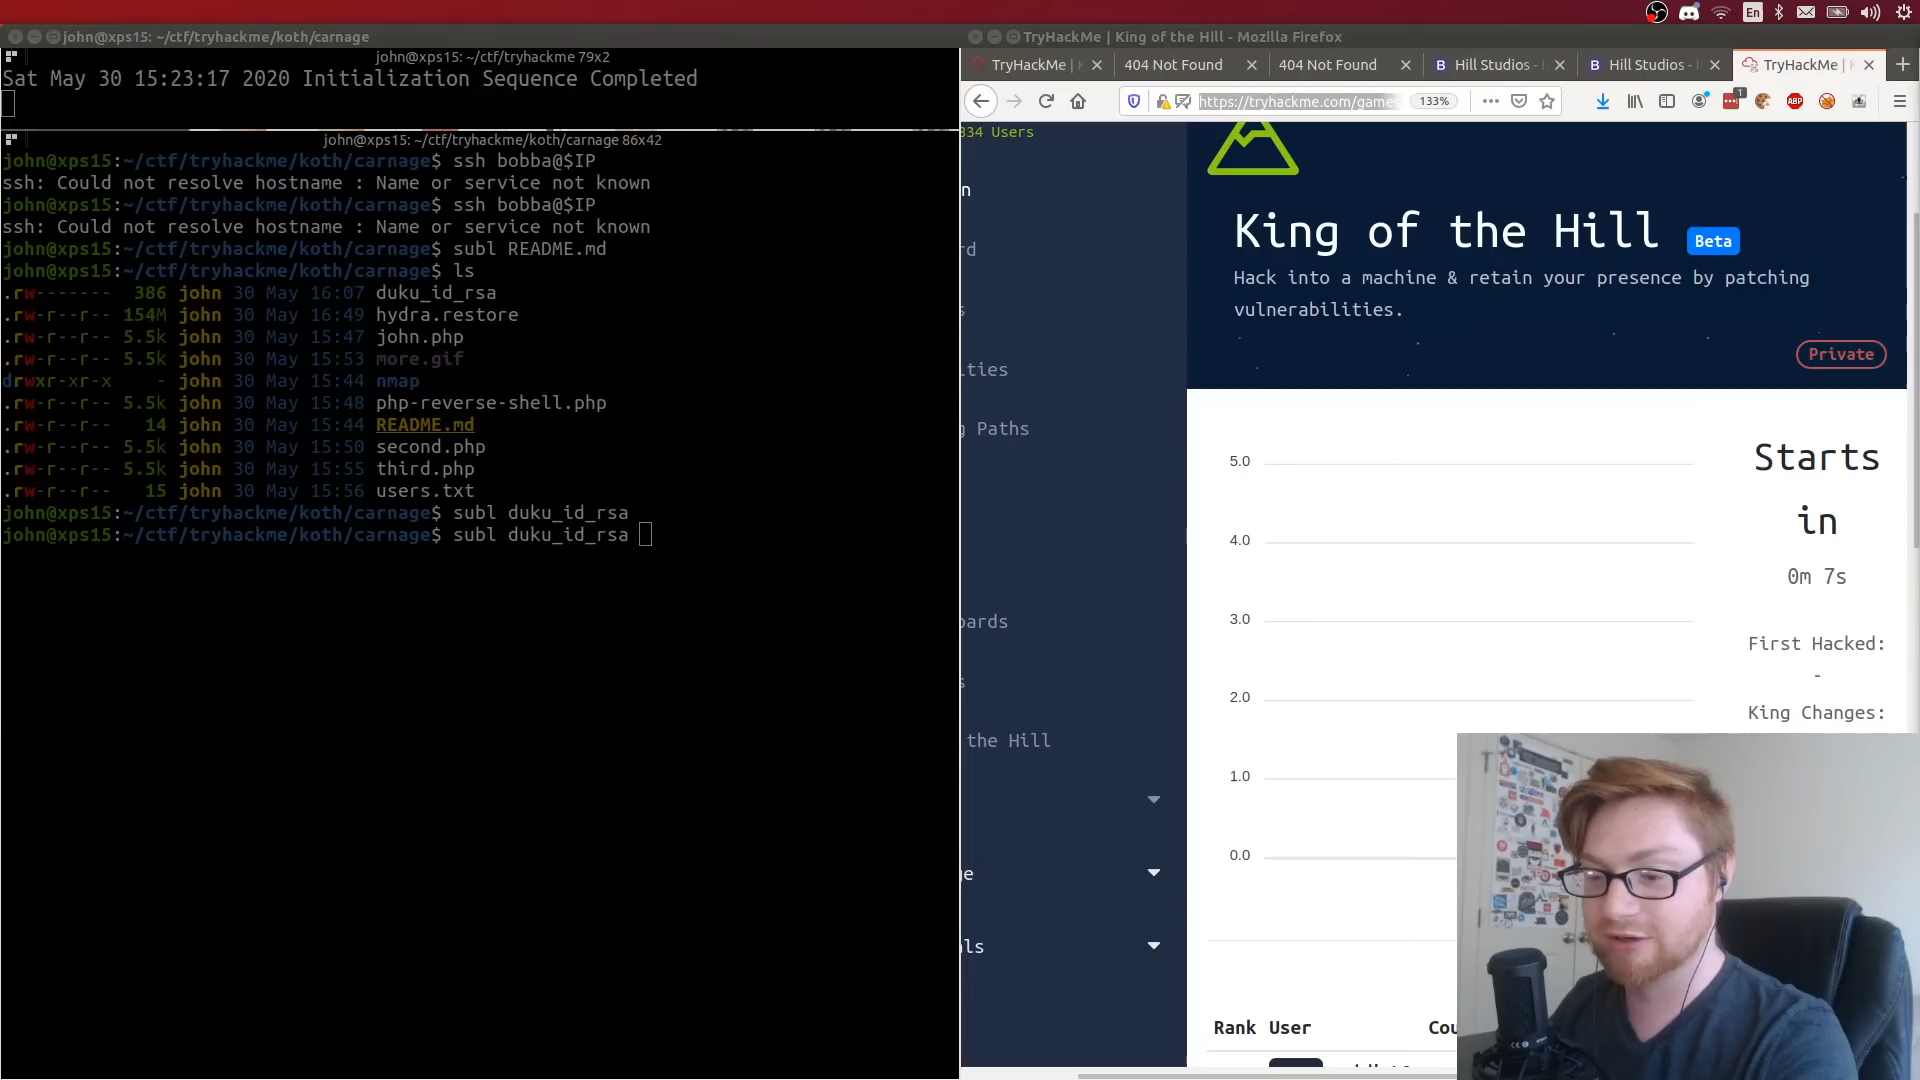 En
john@xps15: ~/ctf/tryhackme/koth/carnage
john@xps15: ~/ctf/tryhackme 79x2
Sat May 30 15:23:17 2020 Initialization Sequence Completed
john@xps15: ~/ctf/tryhackme/koth/carnage 86x42
john@xps15:~/ctf/tryhackme/koth/carnage$ ssh bobba@$IP
ssh: Could not resolve hostname : Name or service not known
john@xps15:~/ctf/tryhackme/koth/carnage$ ssh bobba@$IP
ssh: Could not resolve hostname : Name or service not known
john@xps15:~/ctf/tryhackme/koth/carnage$ subl README.md
john@xps15:~/ctf/tryhackme/koth/carnage$ ls
.rw------- 386 john 30 May 16:07 duku_id_rsa
.rw-r--r-- 154M john 30 May 16:49 hydra.restore
.rw-r--r-- 5.5k john 30 May 15:47 john.php
.rw-r--r-- 5.5k john 30 May 15:53 more.gif
drwxr-xr-x - john 30 May 15:44 nmap
.rw-r--r-- 5.5k john 30 May 15:48 php-reverse-shell.php
.rw-r--r-- 14 john 30 May 15:44 README.md
.rw-r--r-- 5.5k john 30 May 15:50 second.php
.rw-r--r-- 5.5k john 30 May 15:55 third.php
.rw-r--r-- 15 john 30 May 15:56 users.txt
john@xps15:~/ctf/tryhackme/koth/carnage$ subl duku_id_rsa
john@xps15:~/ctf/tryhackme/koth/carnage$ subl duku_id_rsa
TryHackMe | King of the Hill - Mozilla Firefox
TryHackMe |
404 Not Found
404 Not Found
B Hill Studios -
B Hill Studios -
TryHackMe |
https://tryhackme.com/games
133%
1
ABP
334 Users
n
rd
s
ities
g Paths
oards
s
the Hill
ge
als
King of the Hill Beta
Hack into a machine & retain your presence by patching
vulnerabilities.
Private
5.0
4.0
3.0
2.0
1.0
0.0
Starts
in
0m 7s
First Hacked:
-
King Changes:
Rank User Cou